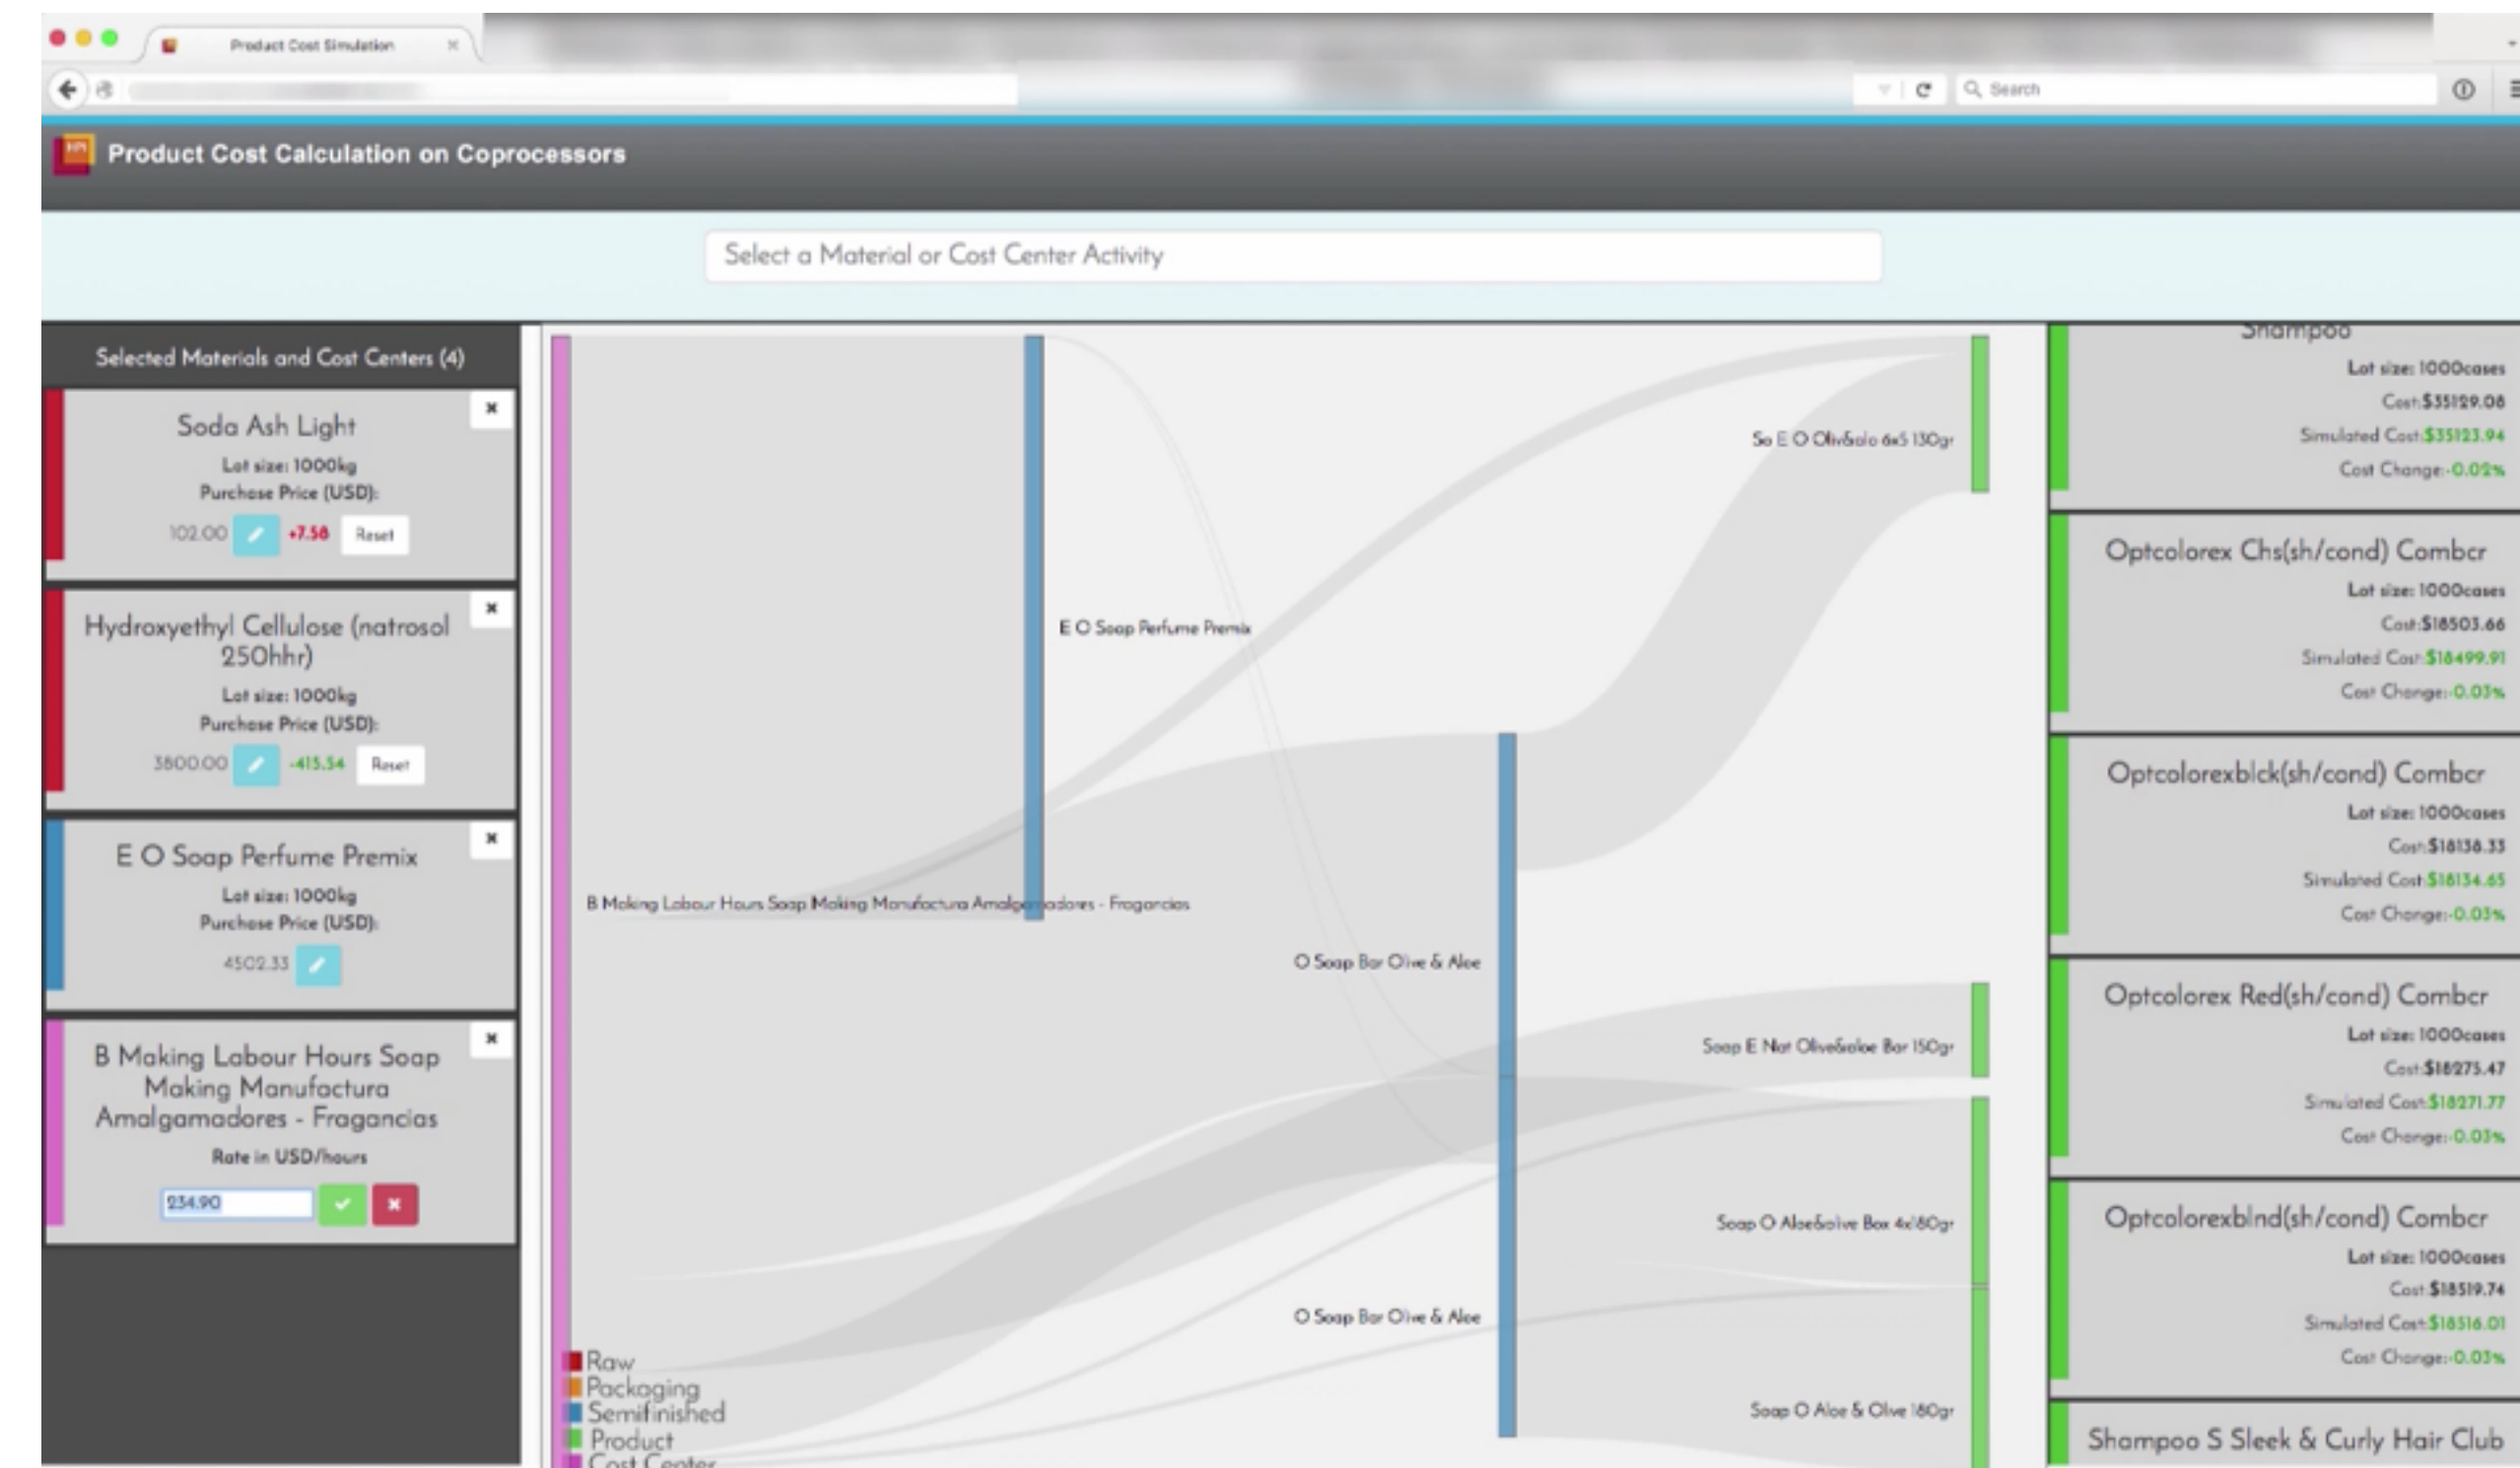 Product Cost Simulation
Search
HPI
Product Cost Calculation on Coprocessors
Select a Material or Cost Center Activity
Selected Materials and Cost Centers (4)
Soda Ash Light
Lot size: 1000kg
Purchase Price (USD):
102.00 +7.58 Reset
Hydroxyethyl Cellulose (natrosol
250hhr)
Lot size: 1000kg
Purchase Price (USD):
3800.00 -415.54 Reset
E O Soap Perfume Premix
Lot size: 1000kg
Purchase Price (USD):
4502.33
B Making Labour Hours Soap
Making Manufactura
Amalgamadores - Fragancias
Rate in USD/hours
234.90
So E O Oliv&alo 6x5 130gr
E O Soap Perfume Premix
B Making Labour Hours Soap Making Manufactura Amalgamadores - Fragancias
O Soap Bar Olive & Aloe
Soap E Nat Olive&aloe Bar 150gr
Soap O Aloe&olive Box 4x180gr
O Soap Bar Olive & Aloe
Soap O Aloe & Olive 180gr
Raw
Packaging
Semifinished
Product
Cost Center
Shampoo
Lot size: 1000cases
Cost:$35129.08
Simulated Cost:$35123.94
Cost Change:-0.02%
Optcolorex Chs(sh/cond) Combcr
Lot size: 1000cases
Cost:$18503.66
Simulated Cost:$18499.91
Cost Change:-0.03%
Optcolorexblck(sh/cond) Combcr
Lot size: 1000cases
Cost:$18138.33
Simulated Cost:$18134.65
Cost Change:-0.03%
Optcolorex Red(sh/cond) Combcr
Lot size: 1000cases
Cost:$18275.47
Simulated Cost:$18271.77
Cost Change:-0.03%
Optcolorexblnd(sh/cond) Combcr
Lot size: 1000cases
Cost:$18519.74
Simulated Cost:$18516.01
Cost Change:-0.03%
Shampoo S Sleek & Curly Hair Club